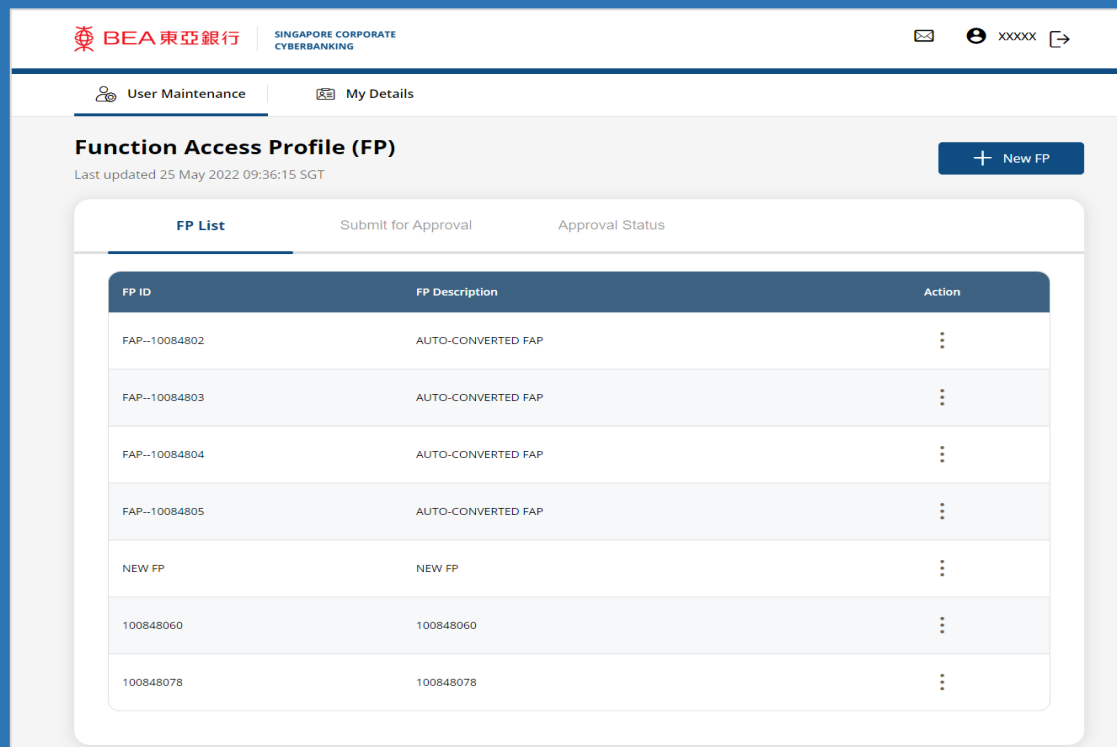 BEA東亞銀行
SINGAPORE CORPORATE
CYBERBANKING
XXXXX
User Maintenance
My Details
Function Access Profile (FP)
Last updated 25 May 2022 09:36:15 SGT
New FP
FP List
Submit for Approval
Approval Status
FP ID FP Description Action
FAP--10084802 AUTO-CONVERTED FAP
FAP--10084803 AUTO-CONVERTED FAP
FAP--10084804 AUTO-CONVERTED FAP
FAP--10084805 AUTO-CONVERTED FAP
NEW FP NEW FP
100848060 100848060
100848078 100848078